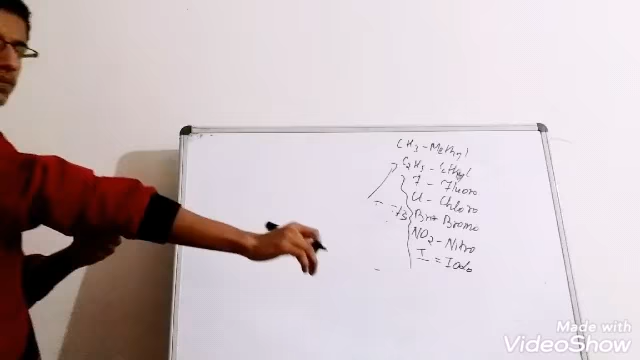 CH3 - Methyl
C2H5 - Ethyl
F - Fluoro
Cl - Chloro
Br - Bromo
NO2 - Nitro
I = Iodo
Made with
VideoShow